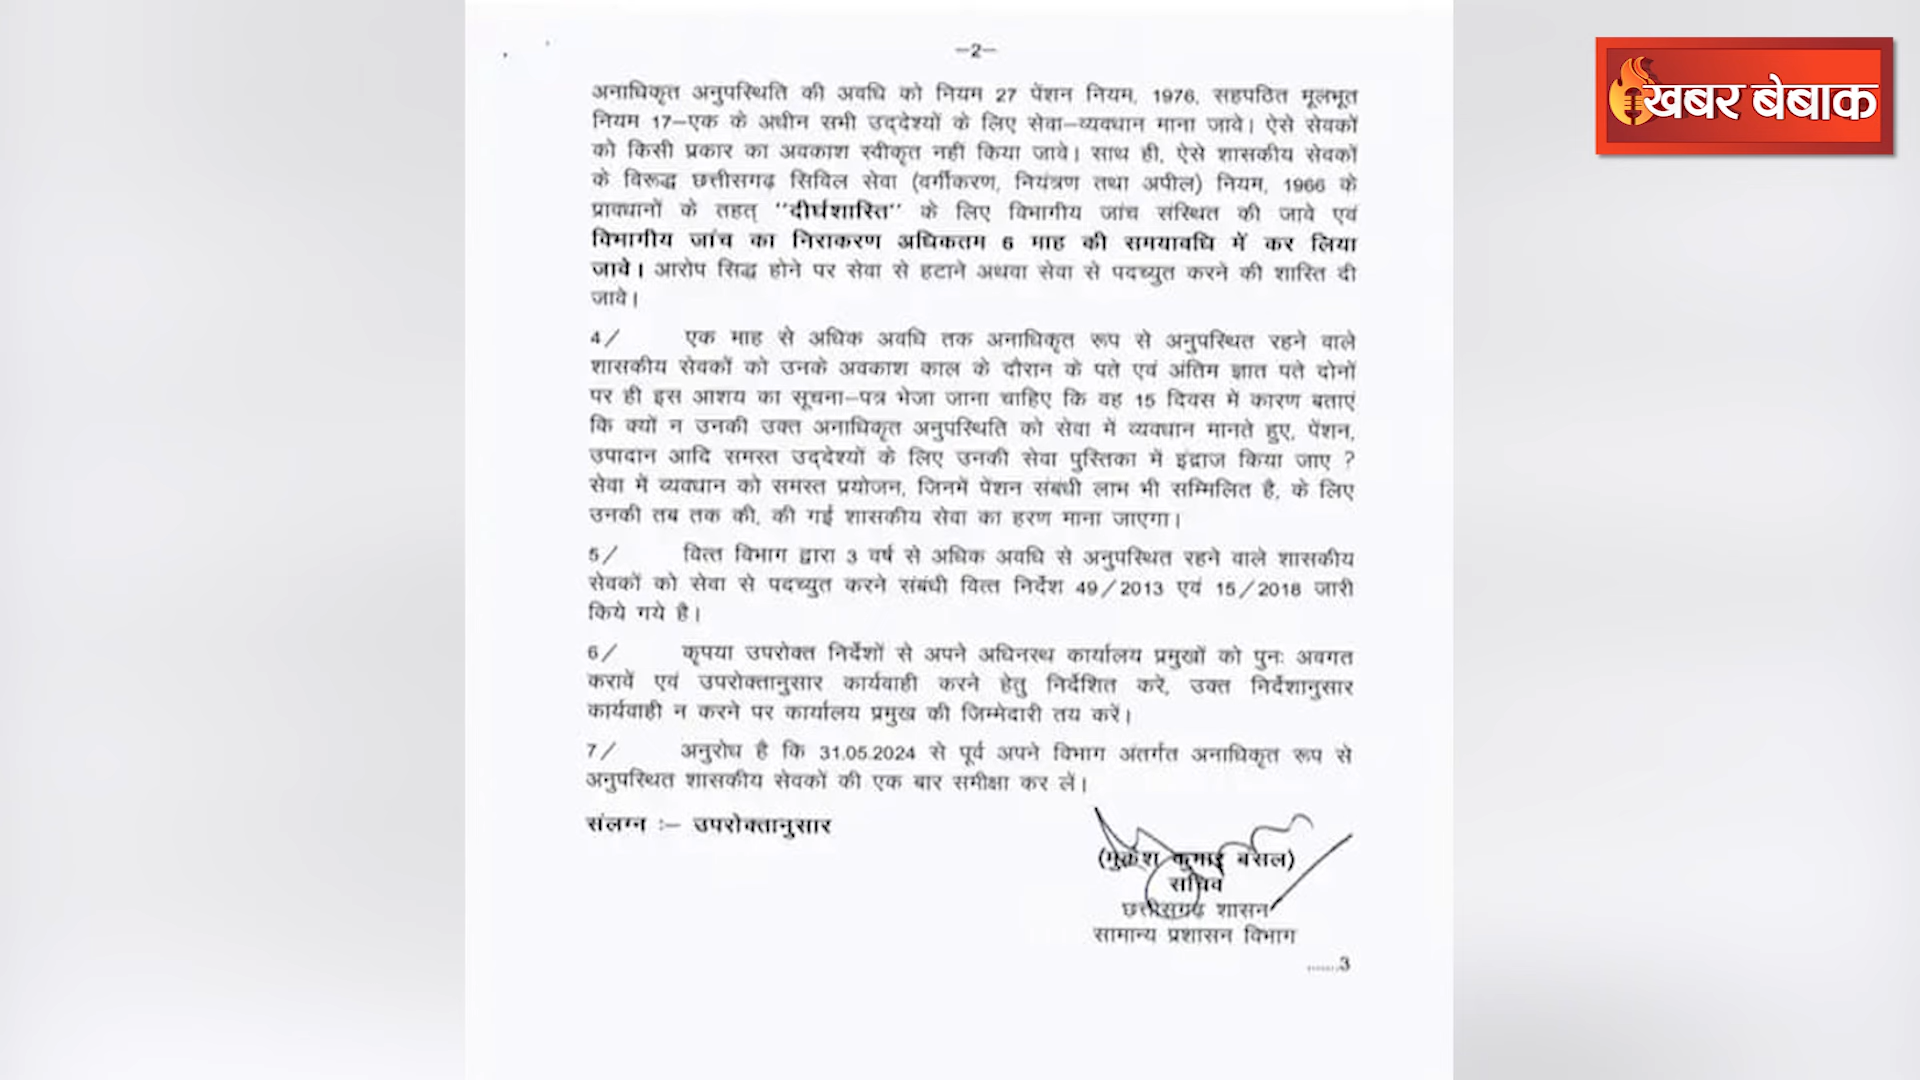 –2–
खबर बेबाक
अनाधिकृत अनुपस्थिति की अवधि को नियम 27 पेंशन नियम, 1976, सहपठित मूलभूत
नियम 17–एक के अधीन सभी उद्देश्यों के लिए सेवा–व्यवधान माना जावे। ऐसे सेवकों
को किसी प्रकार का अवकाश स्वीकृत नहीं किया जावे। साथ ही, ऐसे शासकीय सेवकों
के विरूद्ध छत्तीसगढ़ सिविल सेवा (वर्गीकरण, नियंत्रण तथा अपील) नियम, 1966 के
प्रावधानों के तहत् ''दीर्घशास्ति'' के लिए विभागीय जांच संस्थित की जावे एवं
विभागीय जांच का निराकरण अधिकतम 6 माह की समयावधि में कर लिया
जावे। आरोप सिद्ध होने पर सेवा से हटाने अथवा सेवा से पदच्युत करने की शास्ति दी
जावे।
4/ एक माह से अधिक अवधि तक अनाधिकृत रूप से अनुपस्थित रहने वाले
शासकीय सेवकों को उनके अवकाश काल के दौरान के पते एवं अंतिम ज्ञात पते दोनों
पर ही इस आशय का सूचना–पत्र भेजा जाना चाहिए कि वह 15 दिवस में कारण बताएं
कि क्यों न उनकी उक्त अनाधिकृत अनुपस्थिति को सेवा में व्यवधान मानते हुए, पेंशन,
उपादान आदि समस्त उद्देश्यों के लिए उनकी सेवा पुस्तिका में इंद्राज किया जाए ?
सेवा में व्यवधान को समस्त प्रयोजन, जिनमें पेंशन संबंधी लाभ भी सम्मिलित है, के लिए
उनकी तब तक की, की गई शासकीय सेवा का हरण माना जाएगा।
5/ वित्त विभाग द्वारा 3 वर्ष से अधिक अवधि से अनुपस्थित रहने वाले शासकीय
सेवकों को सेवा से पदच्युत करने संबंधी वित्त निर्देश 49/2013 एवं 15/2018 जारी
किये गये है।
6/ कृपया उपरोक्त निर्देशों से अपने अधिनस्थ कार्यालय प्रमुखों को पुनः अवगत
करावें एवं उपरोक्तानुसार कार्यवाही करने हेतु निर्देशित करें, उक्त निर्देशानुसार
कार्यवाही न करने पर कार्यालय प्रमुख की जिम्मेदारी तय करें।
7/ अनुरोध है कि 31.05.2024 से पूर्व अपने विभाग अंतर्गत अनाधिकृत रूप से
अनुपस्थित शासकीय सेवकों की एक बार समीक्षा कर लें।
संलग्न :– उपरोक्तानुसार
(मुकेश कुमार बंसल)
सचिव
छत्तीसगढ़ शासन
सामान्य प्रशासन विभाग
.......3